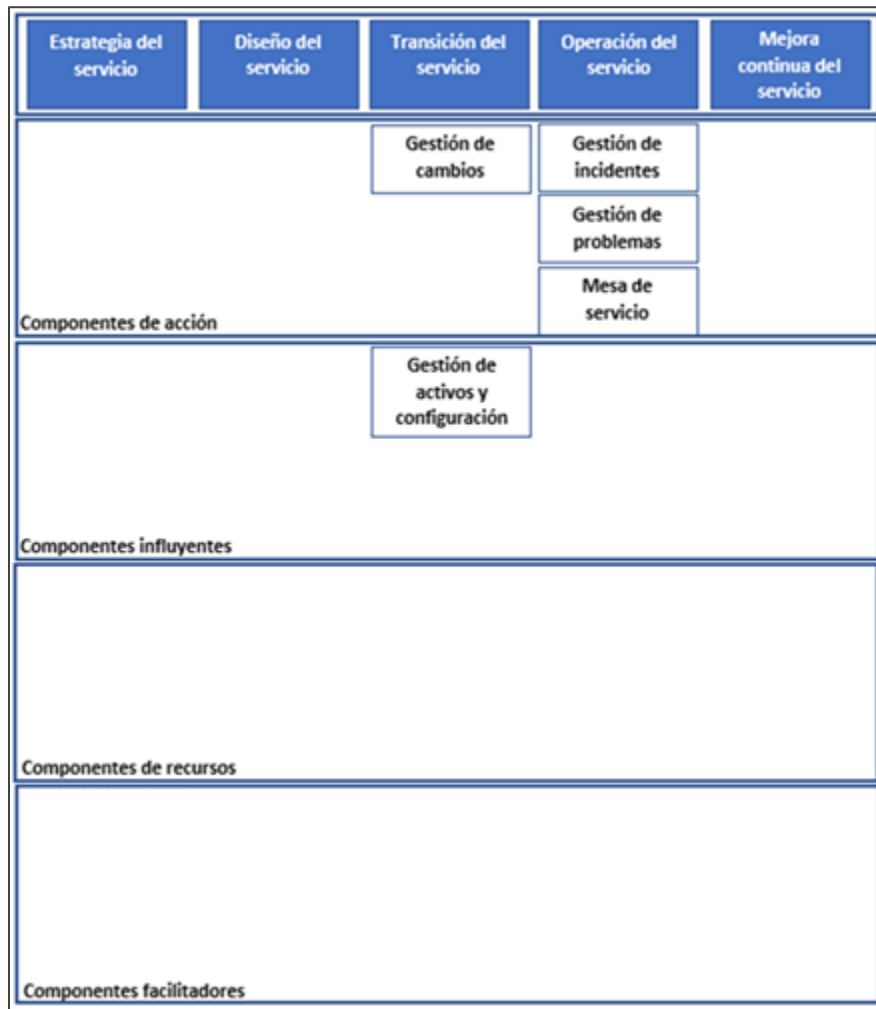 Estrategia del
servicio
Diseño del
servicio
Transición del
servicio
Operación del
servicio
Mejora
continua del
servicio
Gestión de
cambios
Gestión de
incidentes
Gestión de
problemas
Mesa de
servicio
Componentes de acción
Gestión de
activos y
configuración
Componentes influyentes
Componentes de recursos
Componentes facilitadores